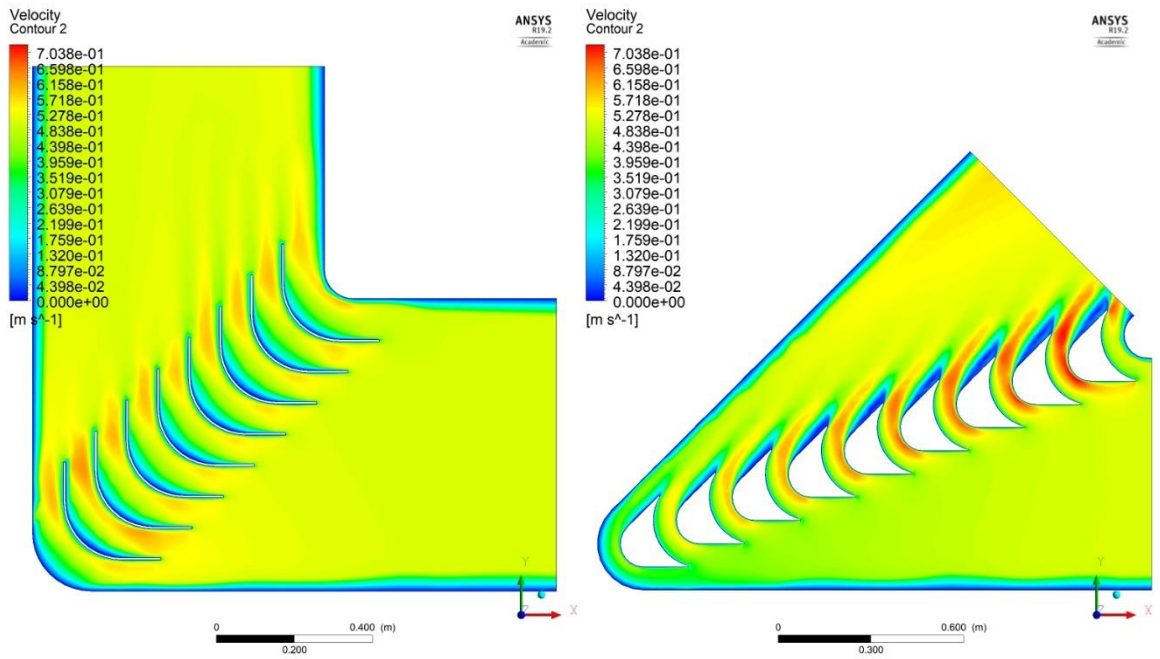 Velocity
Contour 2
7.038e-01
6.598e-01
6.158e-01
5.718e-01
5.278e-01
4.838e-01
4.398e-01
3.959e-01
3.519e-01
3.079e-01
2.639e-01
2.199e-01
1.759e-01
1.320e-01
8.797e-02
4.398e-02
0.000e+00
[m s^-1]
ANSYS
R19.2
Academic
Y
X
0 0.400 (m)
0.200
Velocity
Contour 2
7.038e-01
6.598e-01
6.158e-01
5.718e-01
5.278e-01
4.838e-01
4.398e-01
3.959e-01
3.519e-01
3.079e-01
2.639e-01
2.199e-01
1.759e-01
1.320e-01
8.797e-02
4.398e-02
0.000e+00
[m s^-1]
ANSYS
R19.2
Academic
Y
X
0 0.600 (m)
0.300